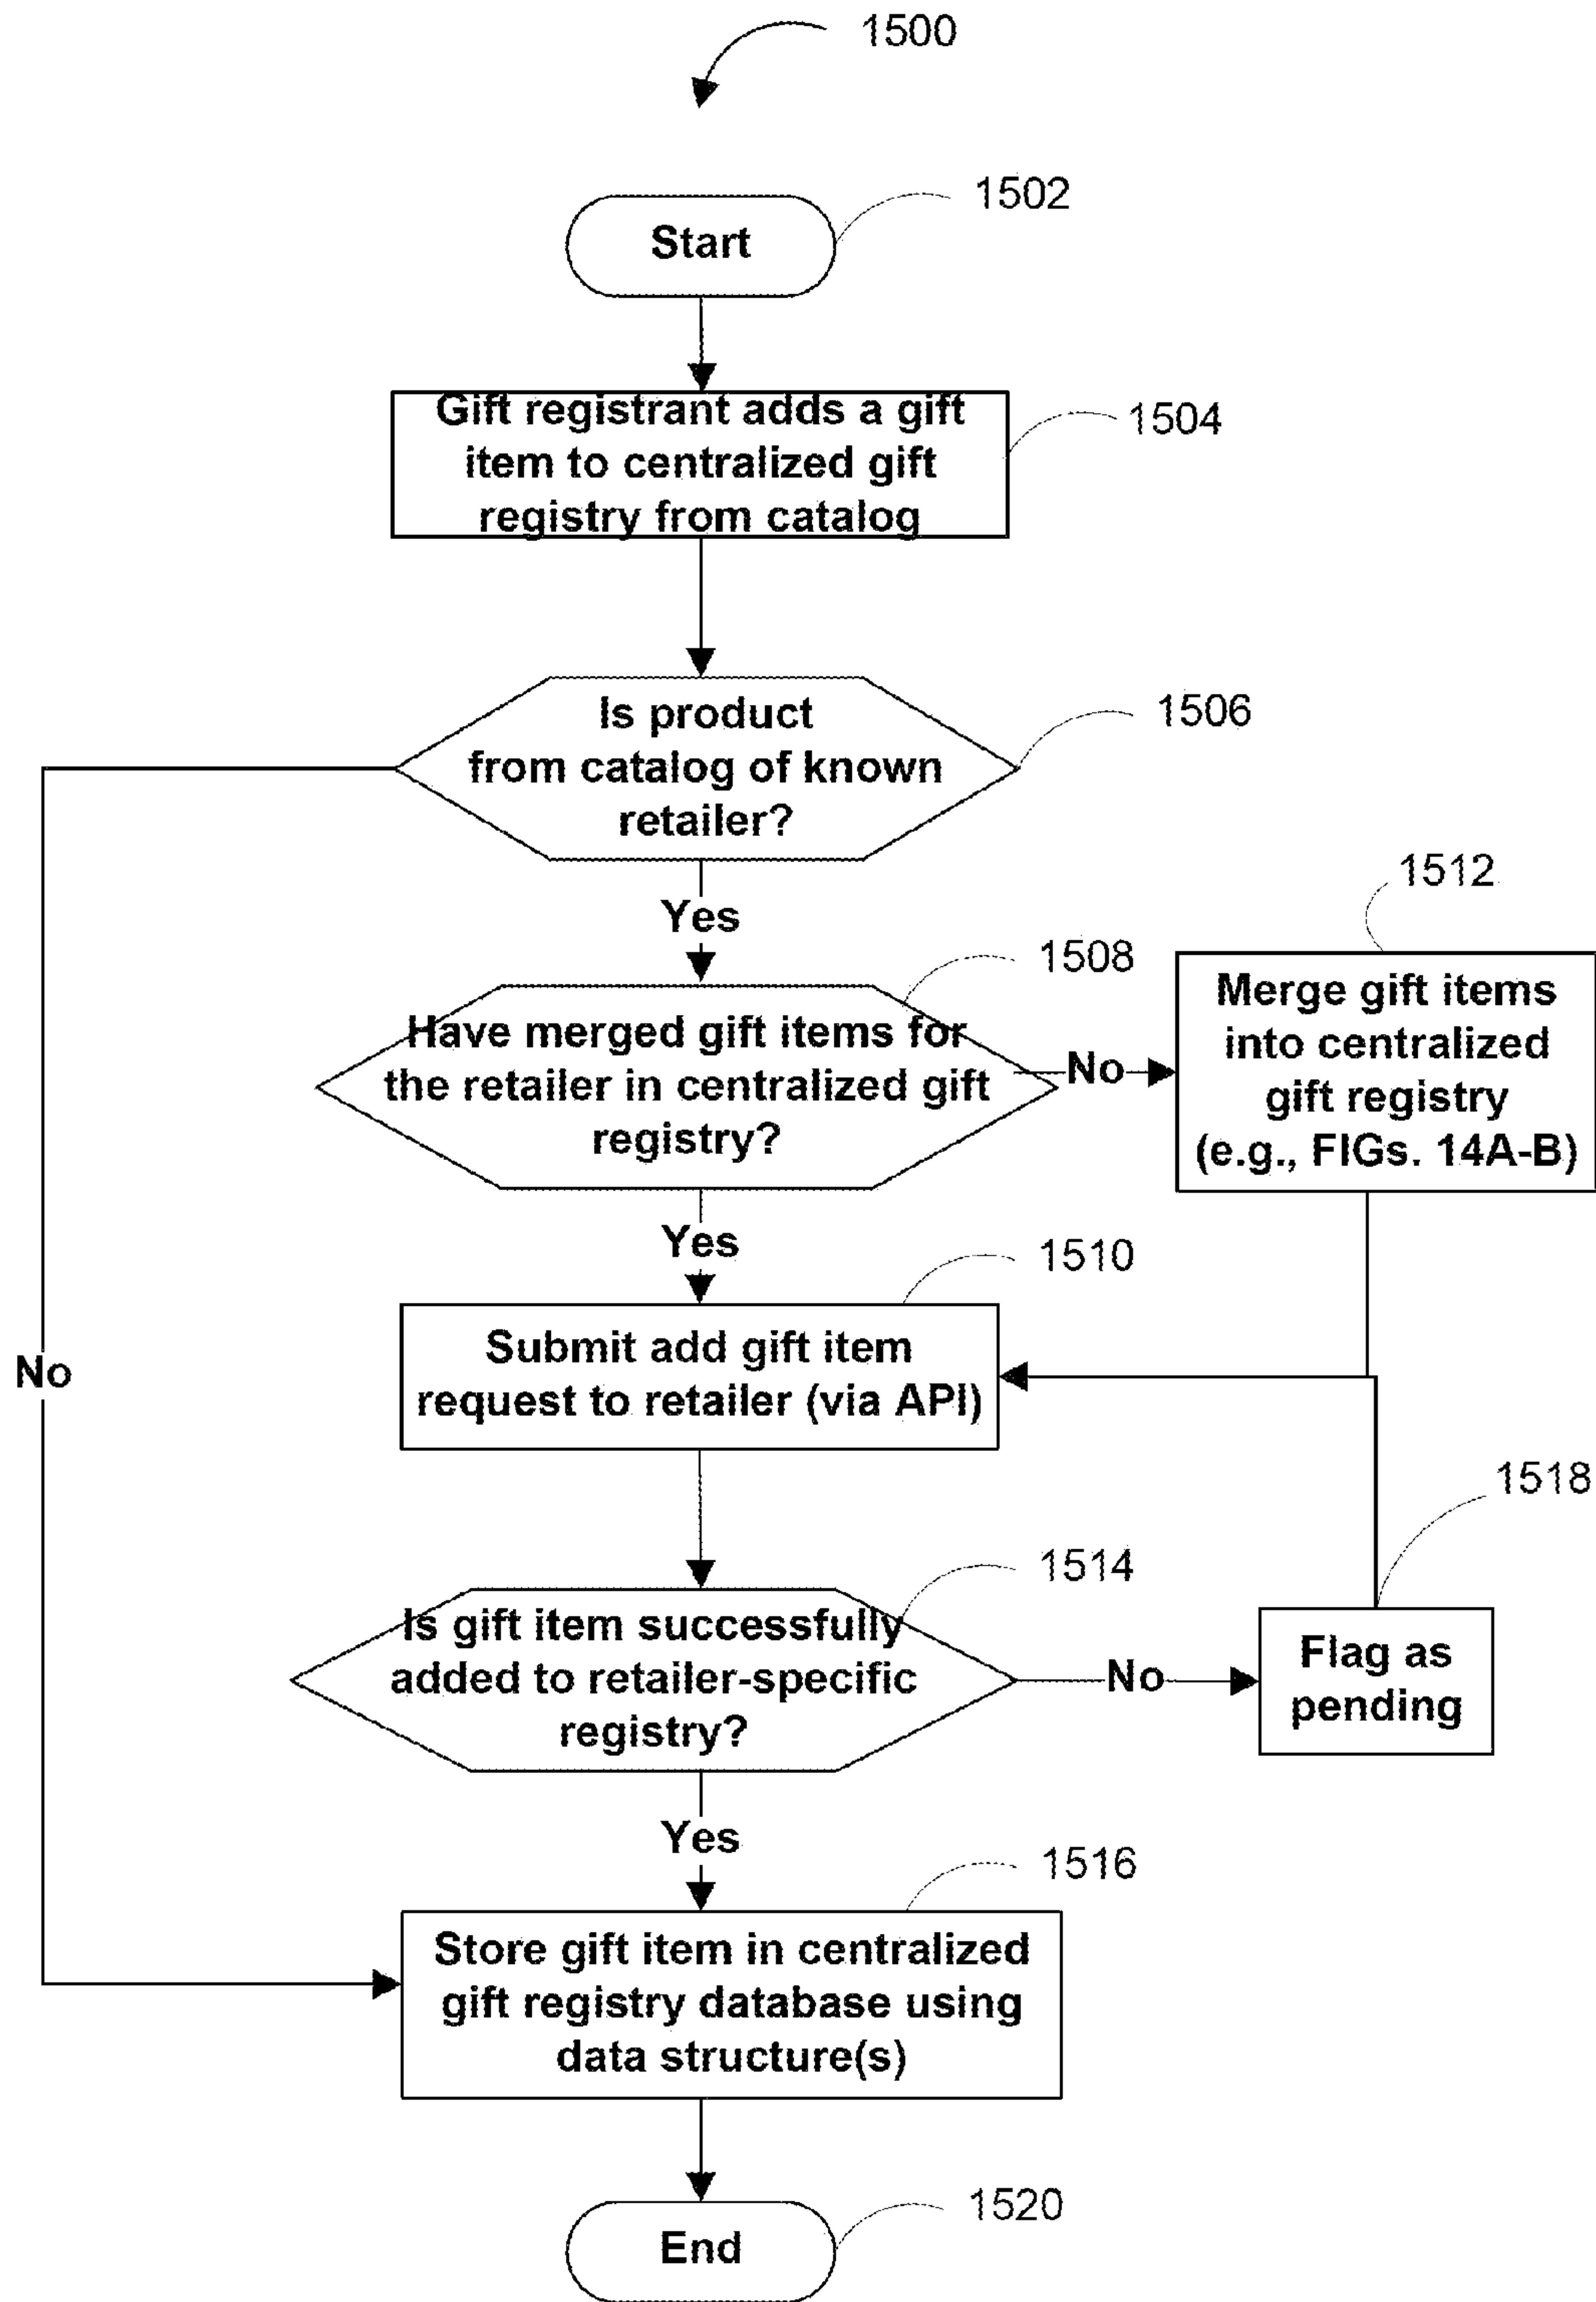 1500
1502
Start
Gift registrant adds a gift
item to centralized gift
registry from catalog
1504
Is product
from catalog of known
retailer?
1506
Yes
1508
Have merged gift items for
the retailer in centralized gift
registry?
No
1512
Merge gift items
into centralized
gift registry
(e.g., FIGs. 14A-B)
Yes
1510
Submit add gift item
request to retailer (via API)
No
1514
Is gift item successfully
added to retailer-specific
registry?
No
1518
Flag as
pending
Yes
1516
Store gift item in centralized
gift registry database using
data structure(s)
1520
End